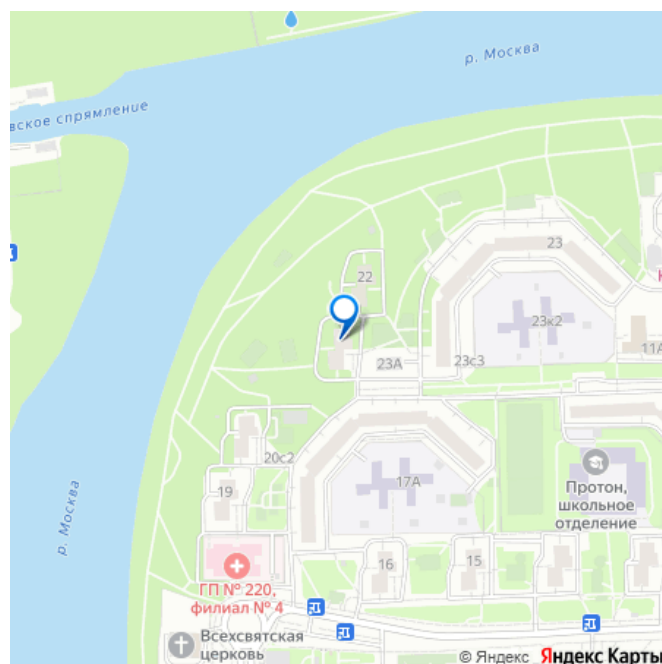 р. Москва
вское спрямление
22
23
23к2
11А
23А
23с3
20с2
17А
19
Протон,
школьное
отделение
16
15
ГП № 220,
филиал № 4
р. Москва
Всехсвятская
церковь
© Яндекс Яндекс Карты